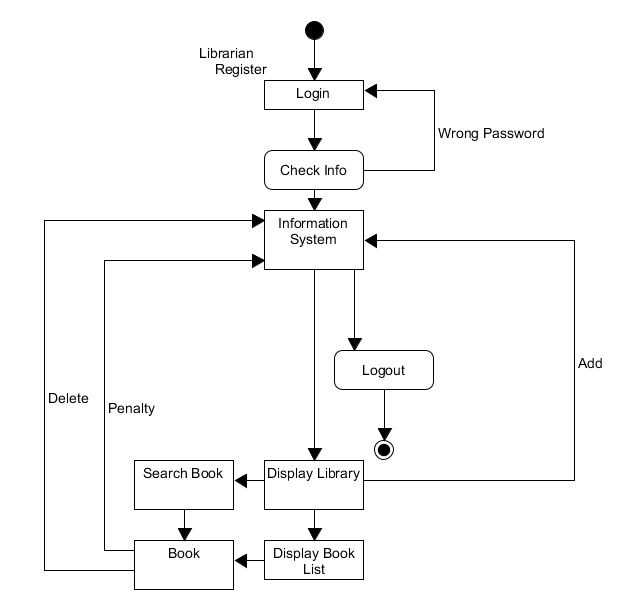 Librarian
Register
Login
Wrong Password
Check Info
Information
System
Logout
Add
Delete
Penalty
Search Book
Display Library
Book
Display Book
List